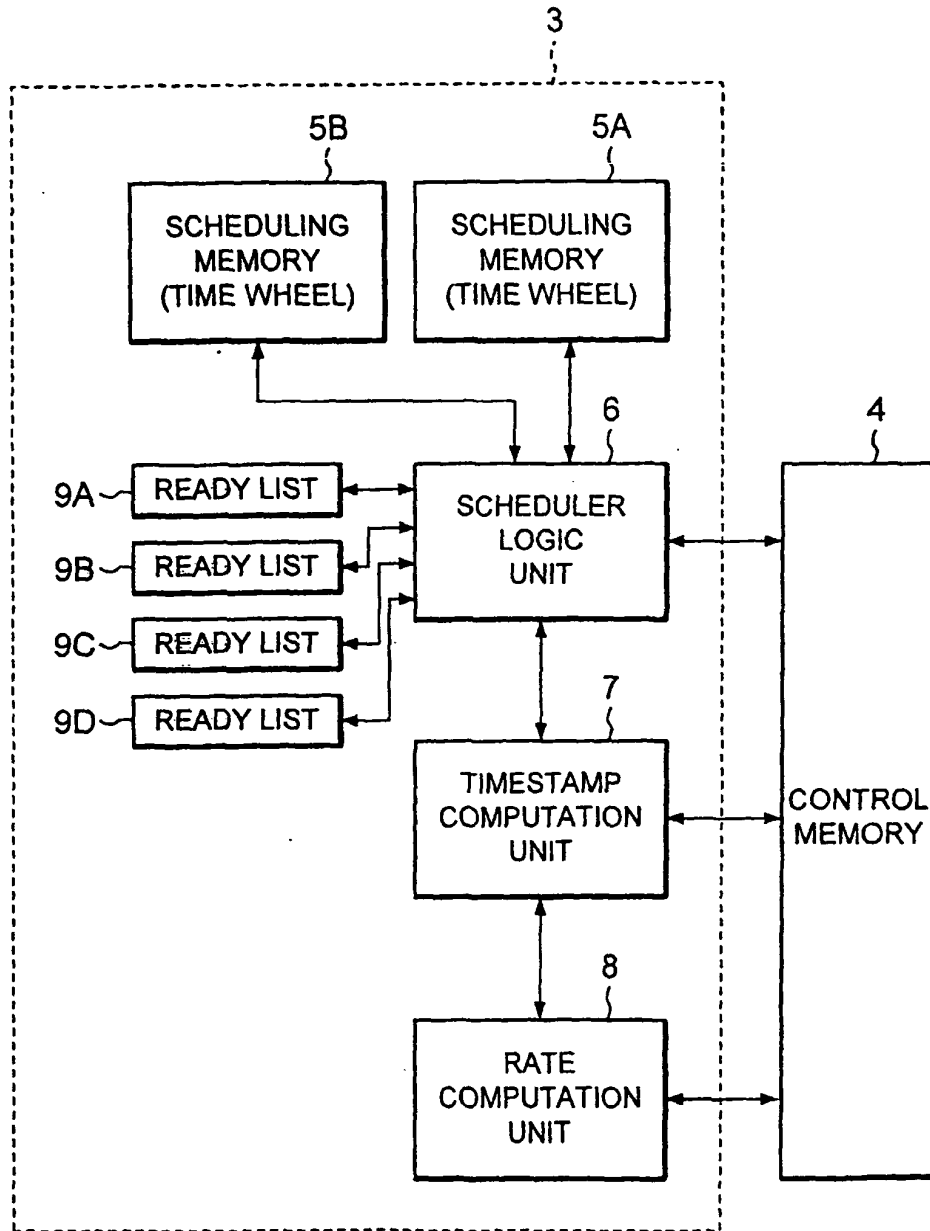 3
5B
5A
SCHEDULING
MEMORY
(TIME WHEEL)
SCHEDULING
MEMORY
(TIME WHEEL)
6
4
9A
READY LIST
9B
READY LIST
9C
READY LIST
9D
READY LIST
SCHEDULER
LOGIC
UNIT
7
TIMESTAMP
COMPUTATION
UNIT
CONTROL
MEMORY
8
RATE
COMPUTATION
UNIT